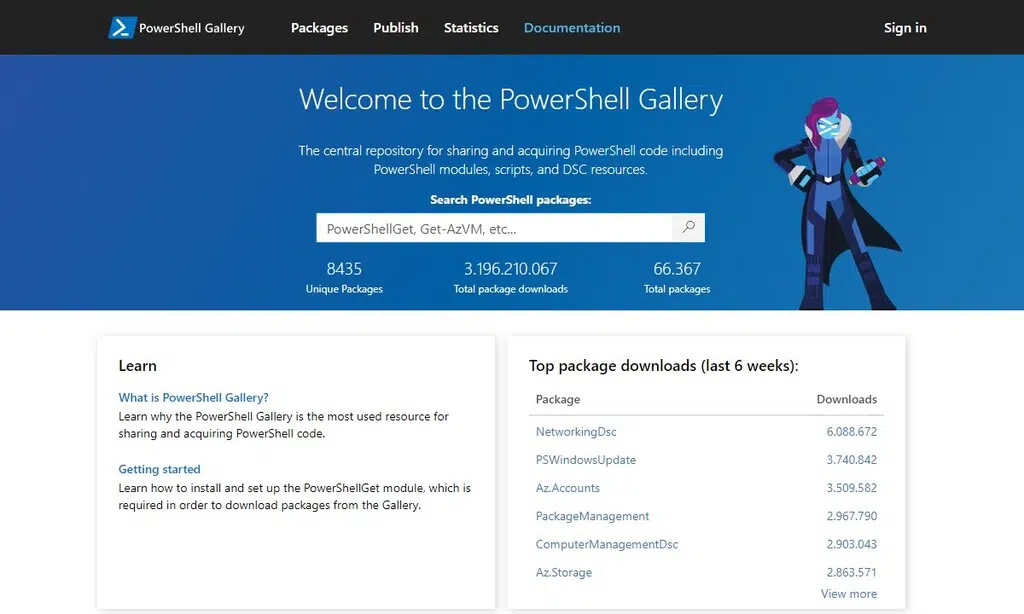 PowerShell Gallery Packages Publish Statistics Documentation Sign in
Welcome to the PowerShell Gallery
The central repository for sharing and acquiring PowerShell code including
PowerShell modules, scripts, and DSC resources.
Search PowerShell packages:
PowerShellGet, Get-AzVM, etc...
8435 3.196.210.067 66.367
Unique Packages Total package downloads Total packages
Learn
What is PowerShell Gallery?
Learn why the PowerShell Gallery is the most used resource for
sharing and acquiring PowerShell code.
Getting started
Learn how to install and set up the PowerShellGet module, which is
required in order to download packages from the Gallery.
Top package downloads (last 6 weeks):
Package Downloads
NetworkingDsc 6.088.672
PSWindowsUpdate 3.740.842
Az.Accounts 3.509.582
PackageManagement 2.967.790
ComputerManagementDsc 2.903.043
Az.Storage 2.863.571
View more